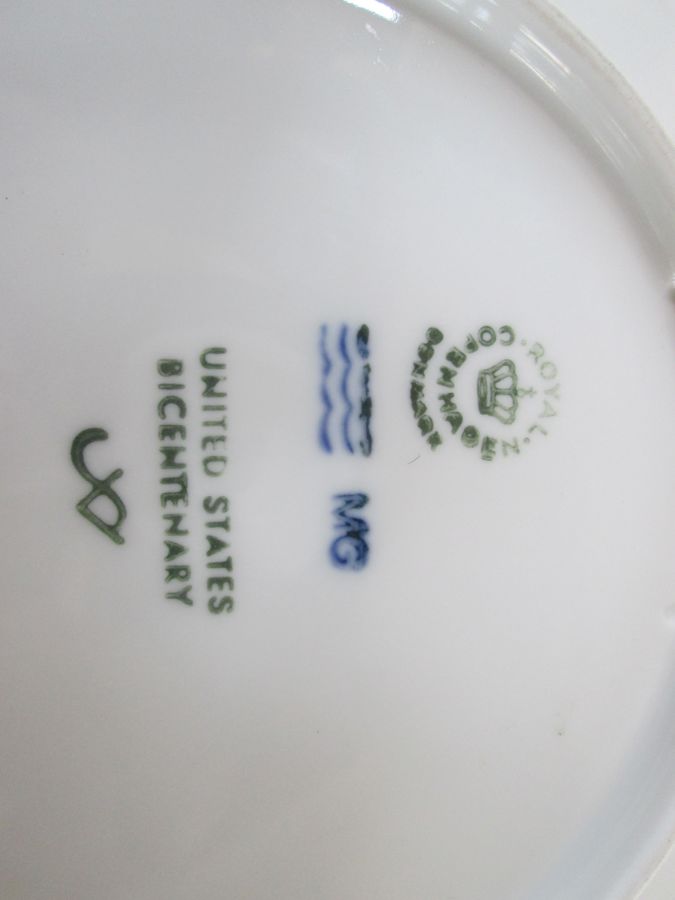 ROYAL
COPENHAGEN
DENMARK
MG
UNITED STATES
BICENTENARY